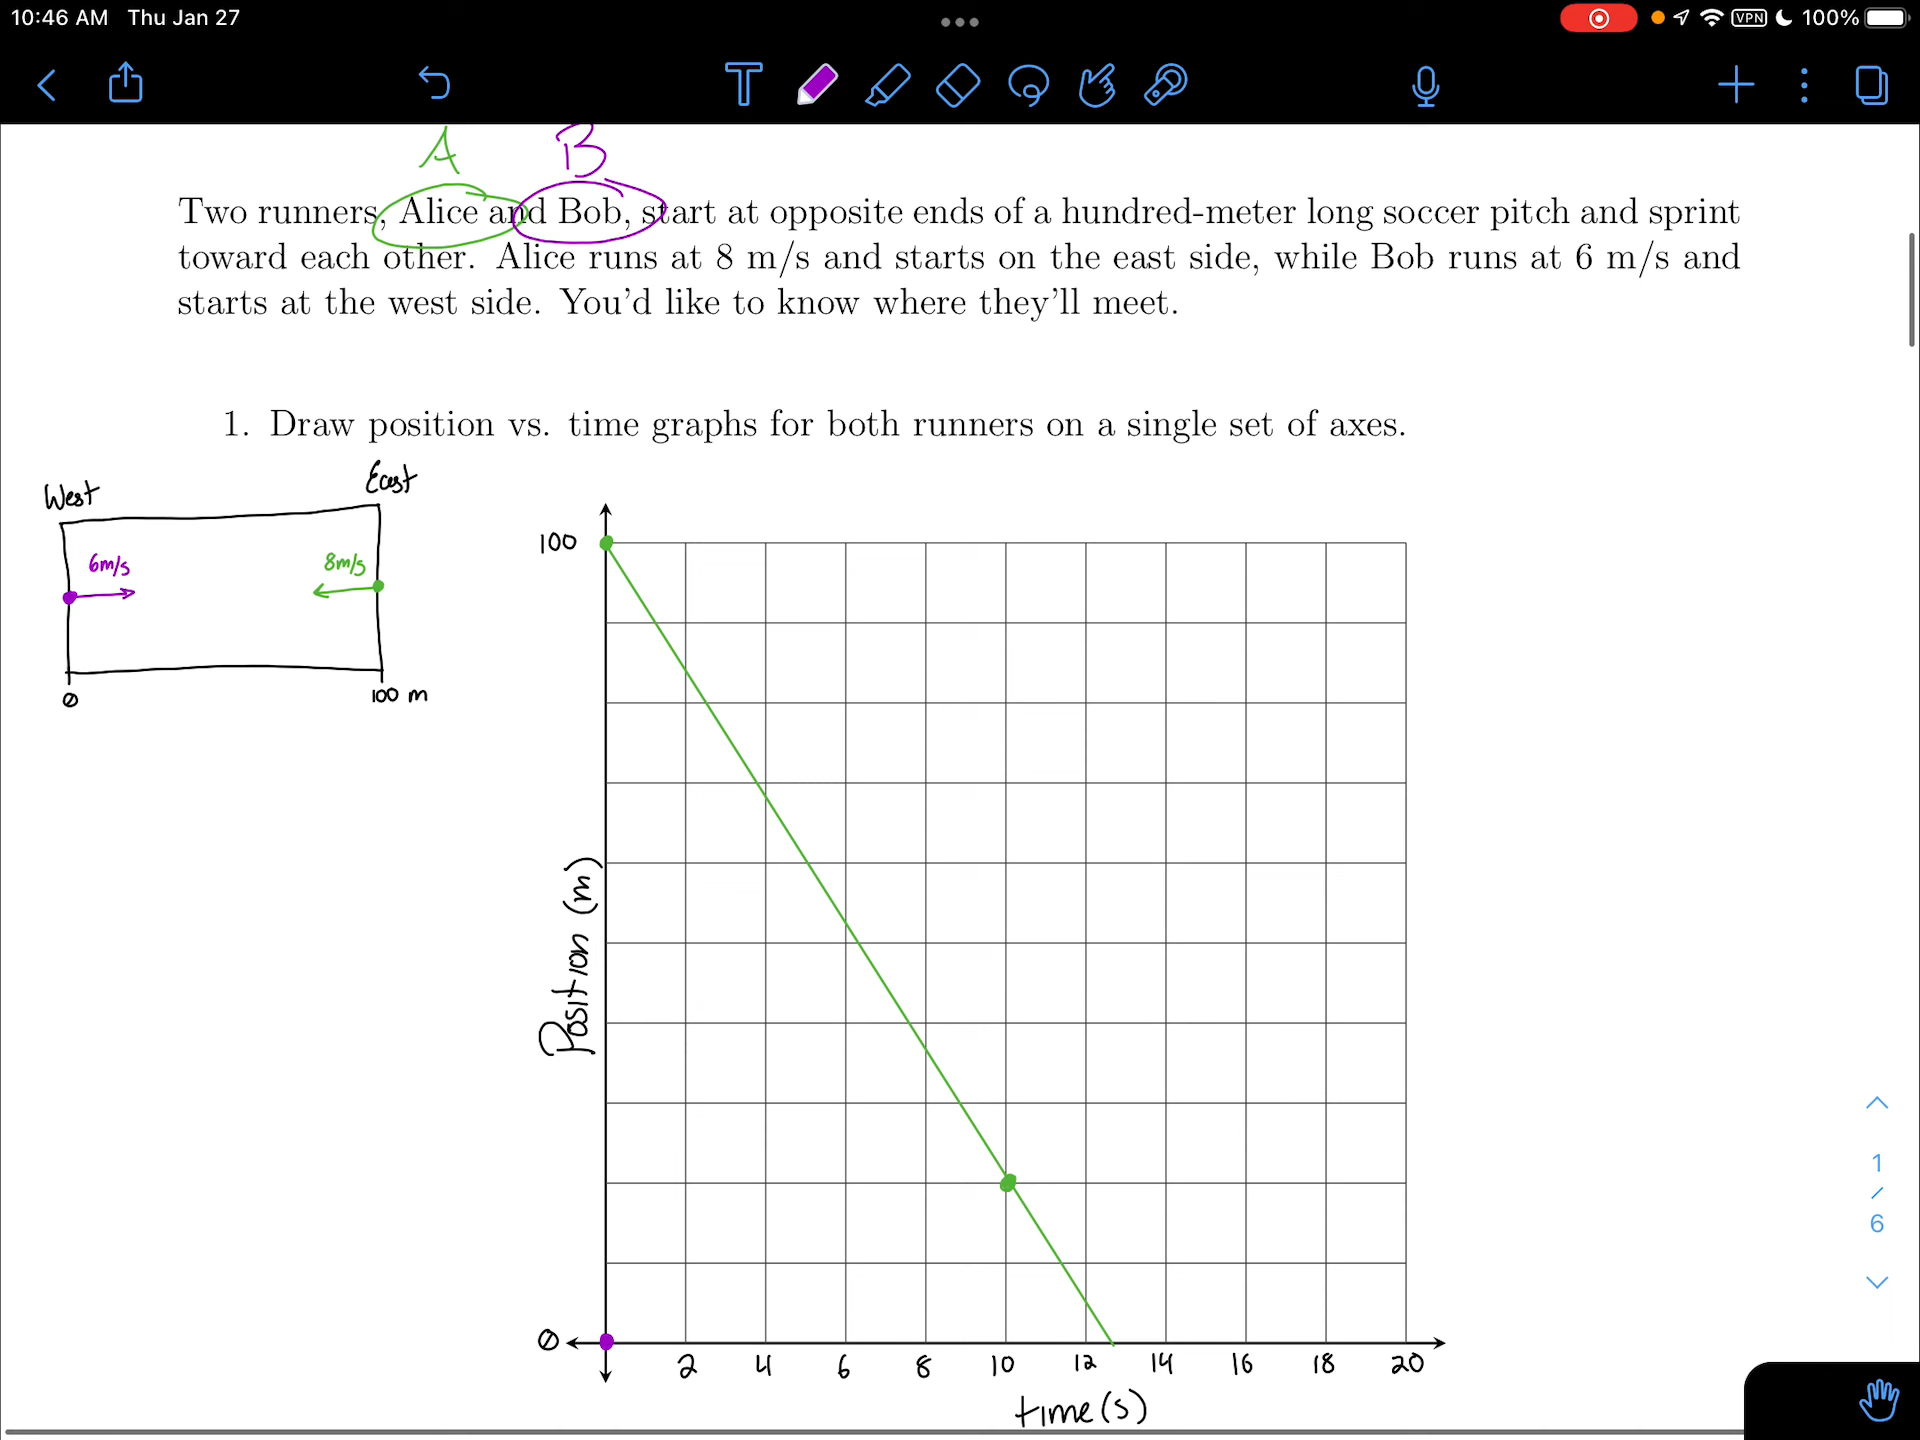 10:46 AM Thu Jan 27
VPN 100%
T
A B
Two runners, Alice and Bob, start at opposite ends of a hundred-meter long soccer pitch and sprint
toward each other. Alice runs at 8 m/s and starts on the east side, while Bob runs at 6 m/s and
starts at the west side. You'd like to know where they'll meet.
1. Draw position vs. time graphs for both runners on a single set of axes.
West East
6m/s 8m/s
0 100 m
100
Position (m)
0
2 4 6 8 10 12 14 16 18 20
time(s)
1
/
6